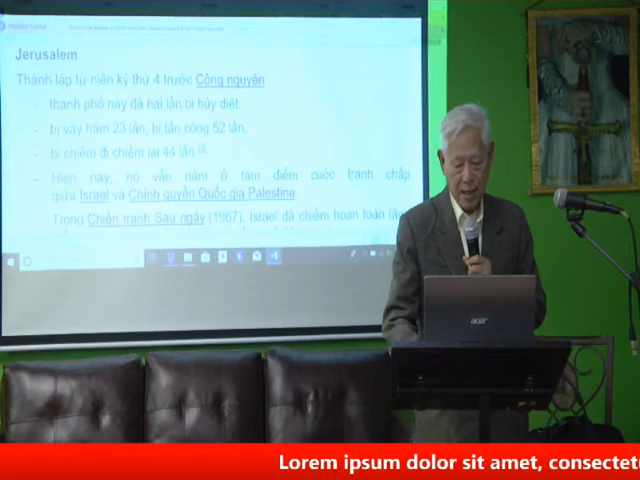 Jerusalem
Thành lập từ niên kỷ thứ 4 trước Công nguyên
- thành phố này đã hai lần bị hủy diệt
- bị vây hãm 23 lần, bị tấn công 52 lần,
- bị chiếm đi chiếm lại 44 lần
- Hiện nay, nó vẫn nằm ở tâm điểm cuộc tranh chấp
giữa Israel và Chính quyền Quốc gia Palestine.
Trong Chiến tranh Sáu ngày (1967), Israel đã chiếm hoàn toàn
acer
Lorem ipsum dolor sit amet, consectetu